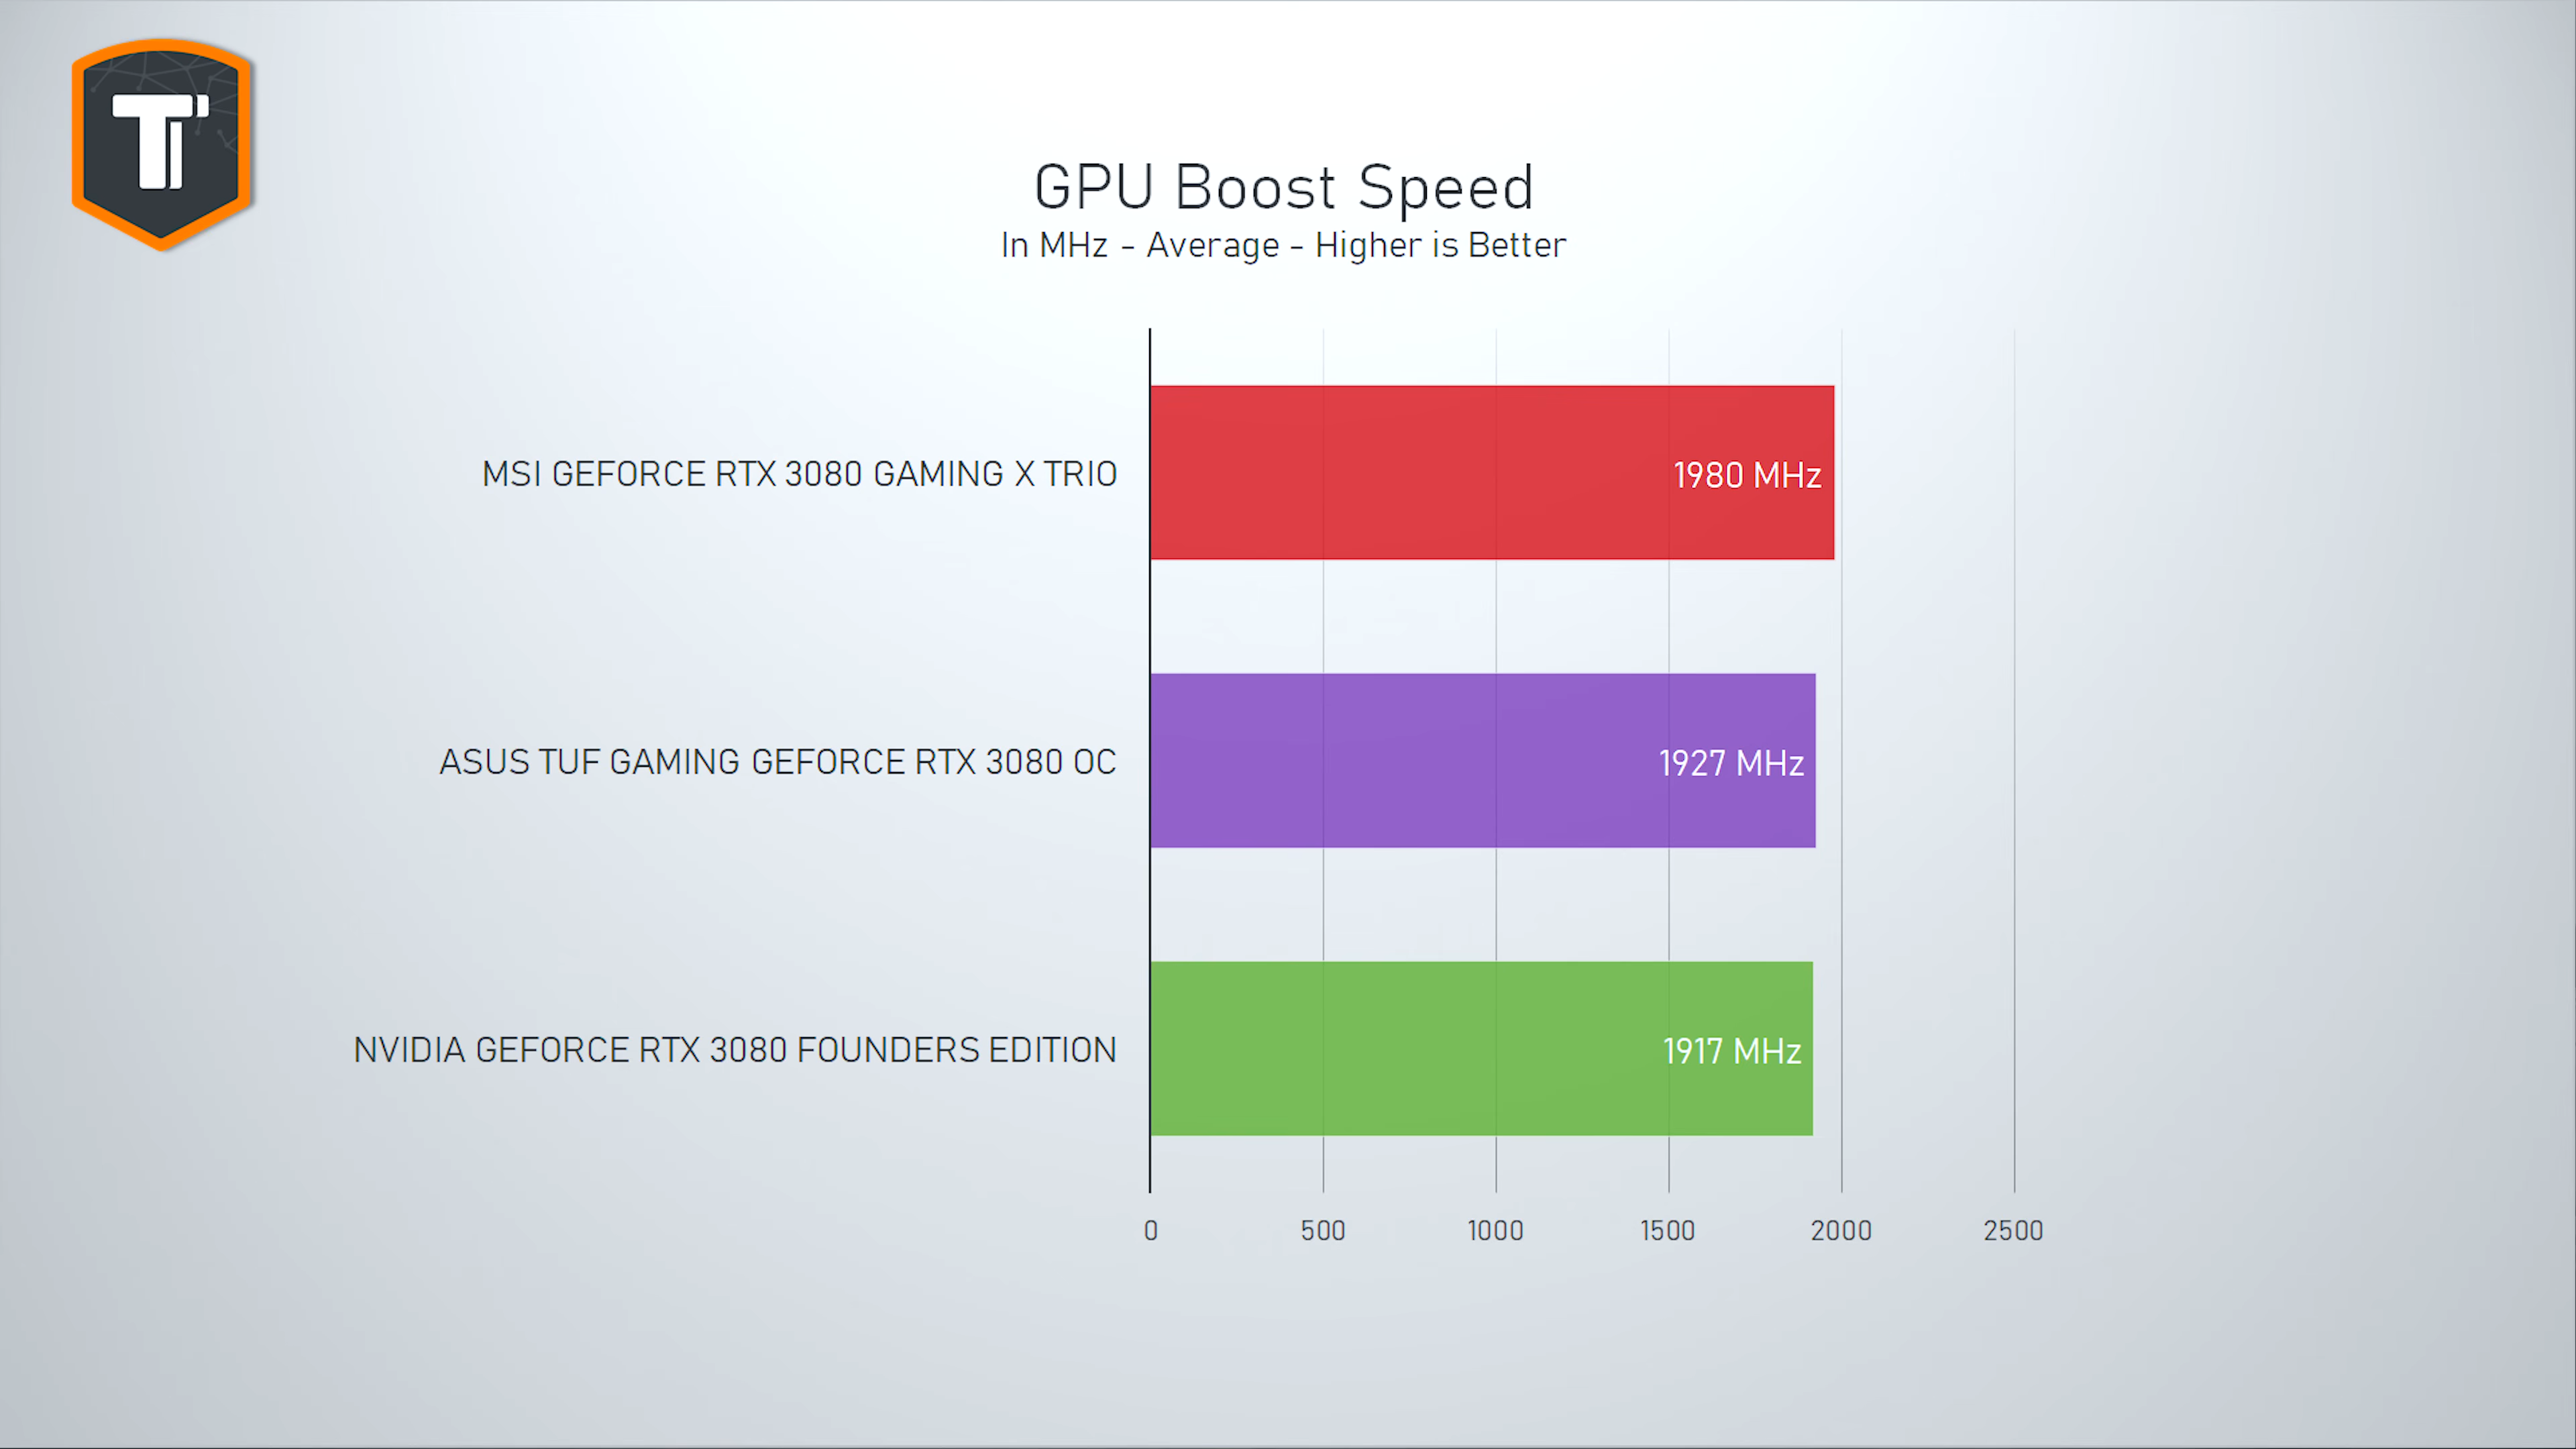 GPU Boost Speed
In MHz - Average - Higher is Better
MSI GEFORCE RTX 3080 GAMING X TRIO
1980 MHz
ASUS TUF GAMING GEFORCE RTX 3080 OC
1927 MHz
NVIDIA GEFORCE RTX 3080 FOUNDERS EDITION
1917 MHz
0 500 1000 1500 2000 2500